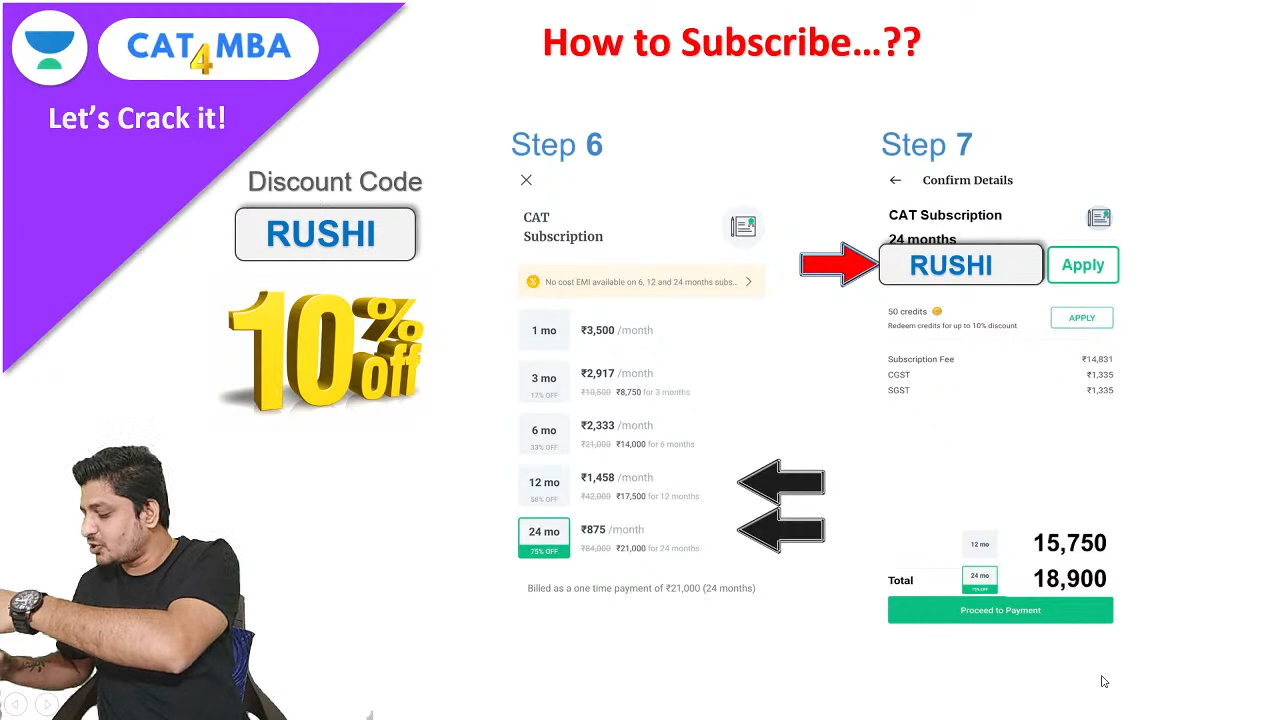 CAT4MBA
Let's Crack it!
How to Subscribe...??
Discount Code
RUSHI
10% off
Step 6
CAT
Subscription
No cost EMI available on 6, 12 and 24 months subs...
1 mo
₹3,500 /month
3 mo
17% OFF
₹2,917 /month
₹10,500 ₹8,750 for 3 months
6 mo
33% OFF
₹2,333 /month
₹21,000 ₹14,000 for 6 months
12 mo
58% OFF
₹1,458 /month
₹42,000 ₹17,500 for 12 months
24 mo
75% OFF
₹875 /month
₹84,000 ₹21,000 for 24 months
Billed as a one time payment of ₹21,000 (24 months)
Step 7
Confirm Details
CAT Subscription
24 months
RUSHI
Apply
50 credits
Redeem credits for up to 10% discount
APPLY
Subscription Fee ₹14,831
CGST ₹1,335
SGST ₹1,335
12 mo 15,750
Total 24 mo 18,900
75% OFF
Proceed to Payment